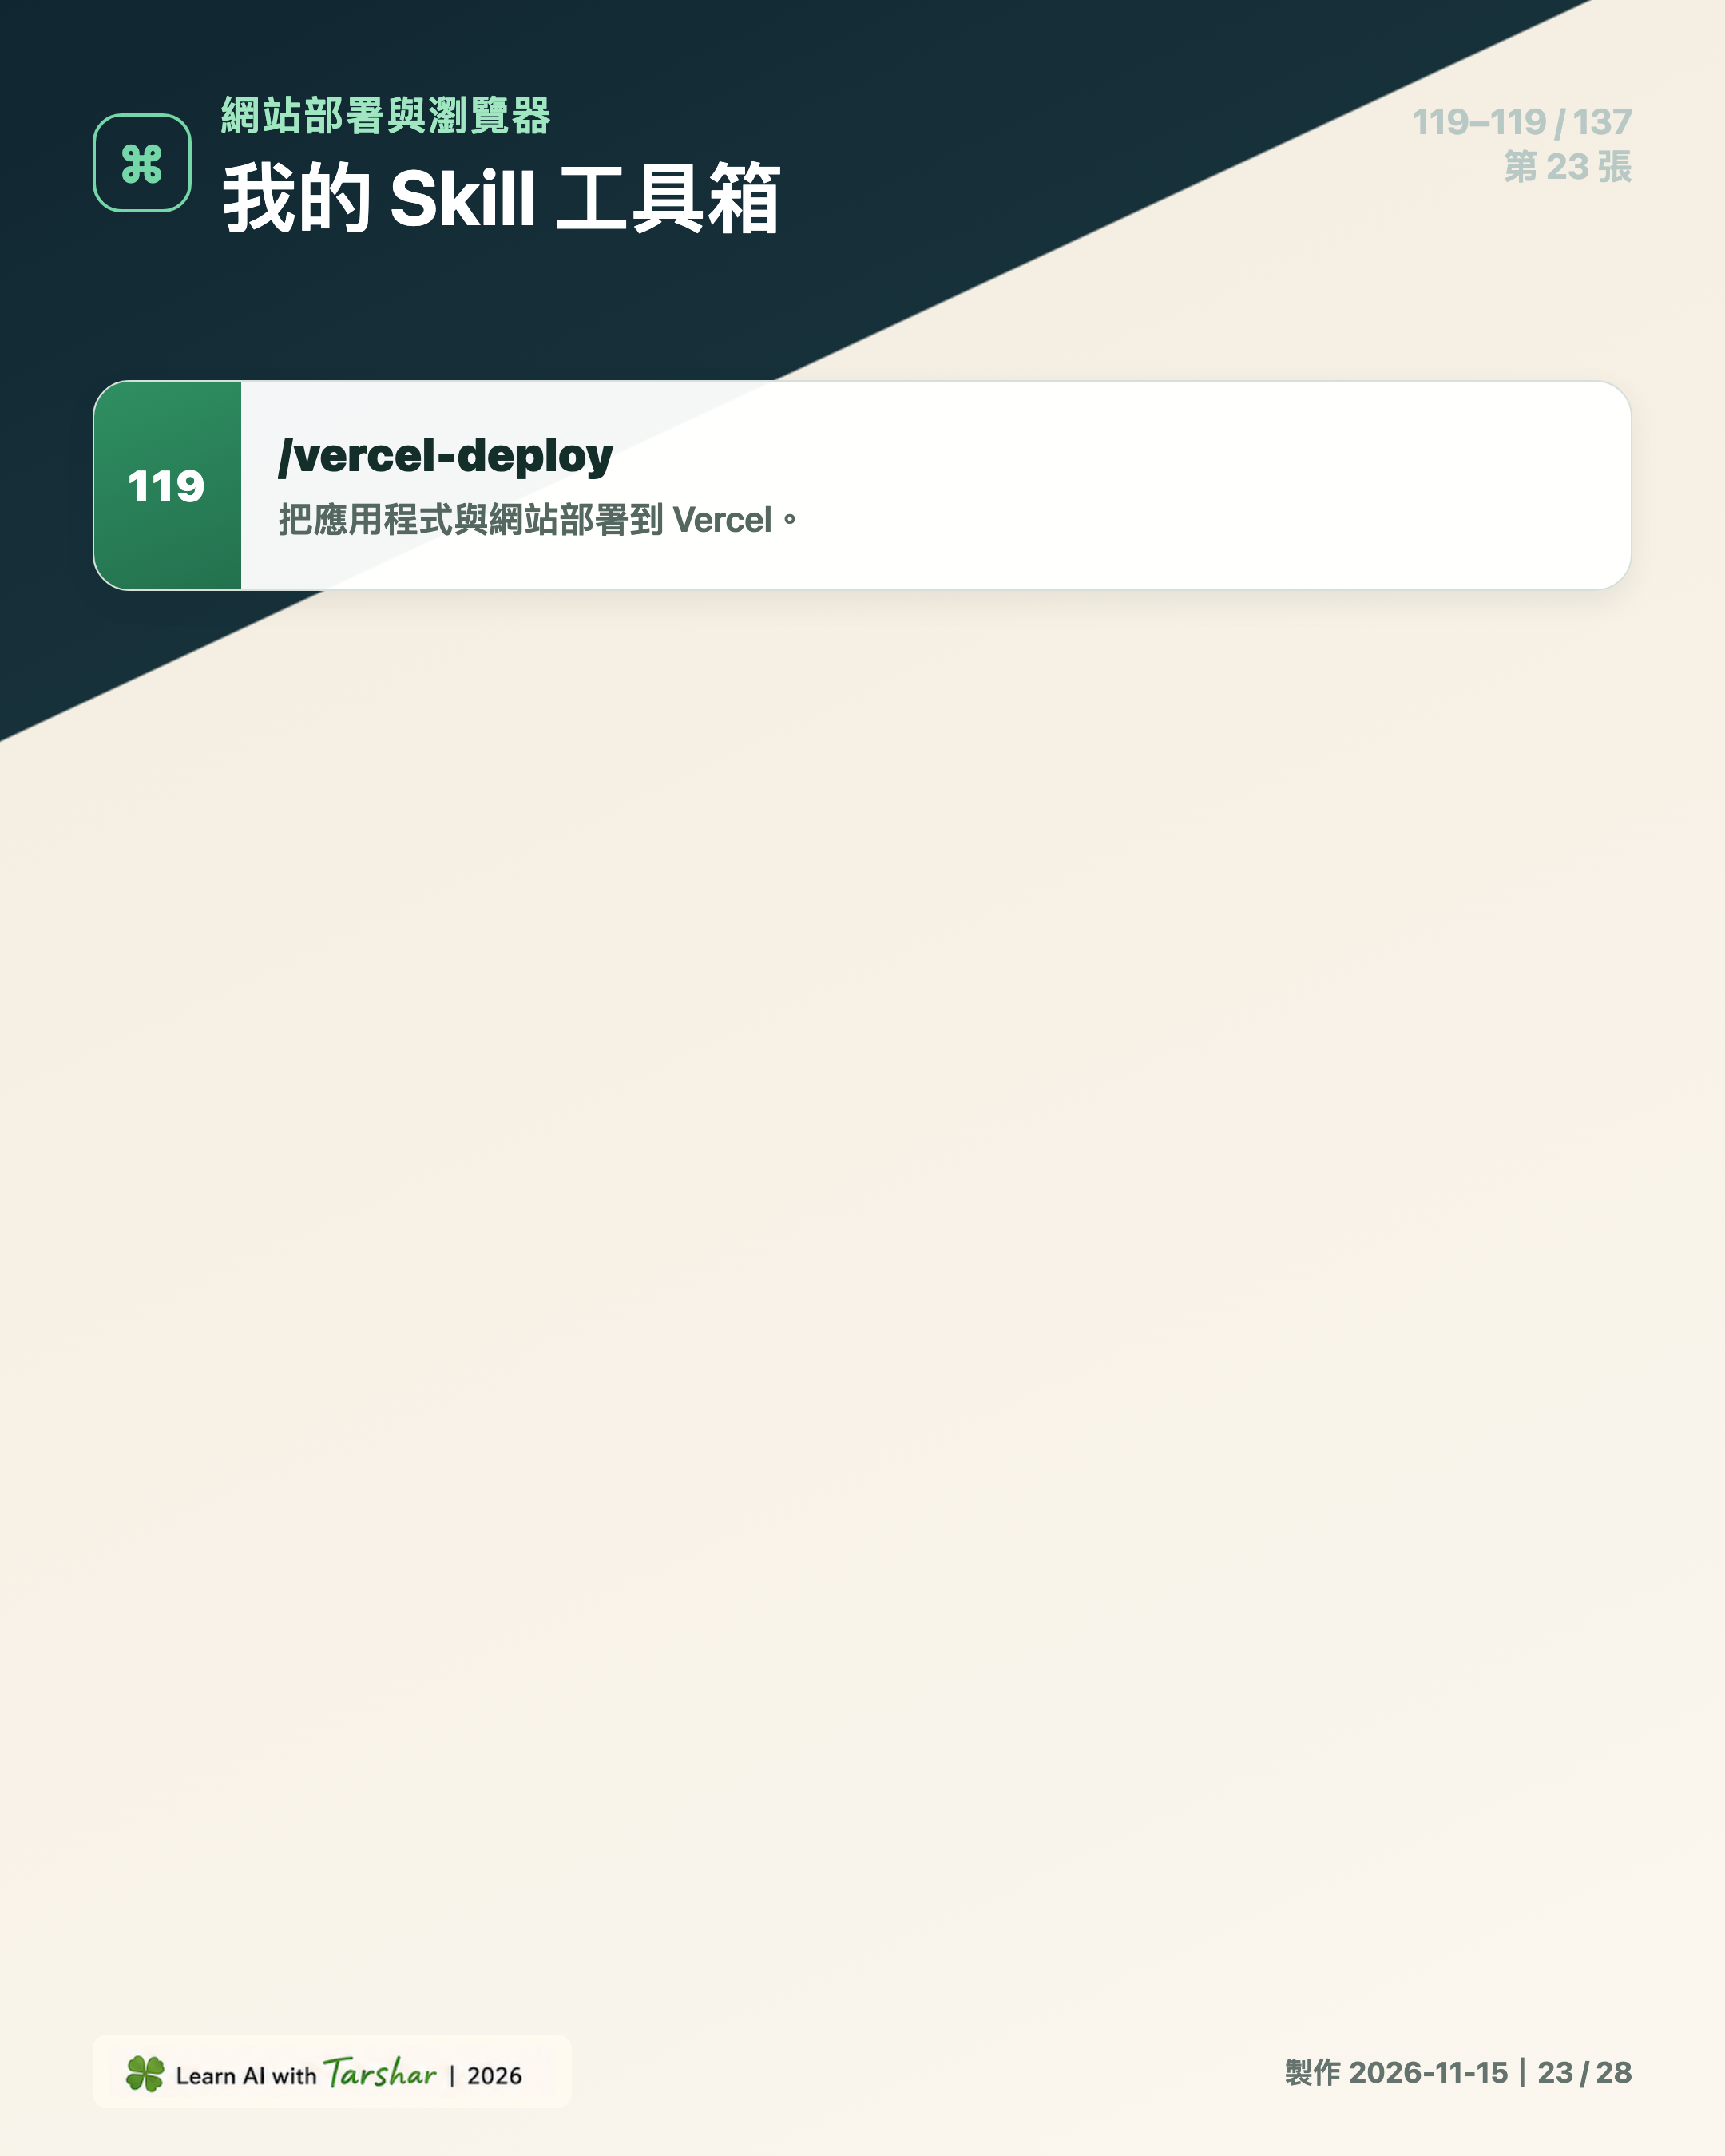 網站部署與瀏覽器
我的 Skill 工具箱
119–119 / 137
第 23 張
119
/vercel-deploy
把應用程式與網站部署到 Vercel。
Learn AI with Tarshar | 2026
製作 2026-11-15｜23 / 28